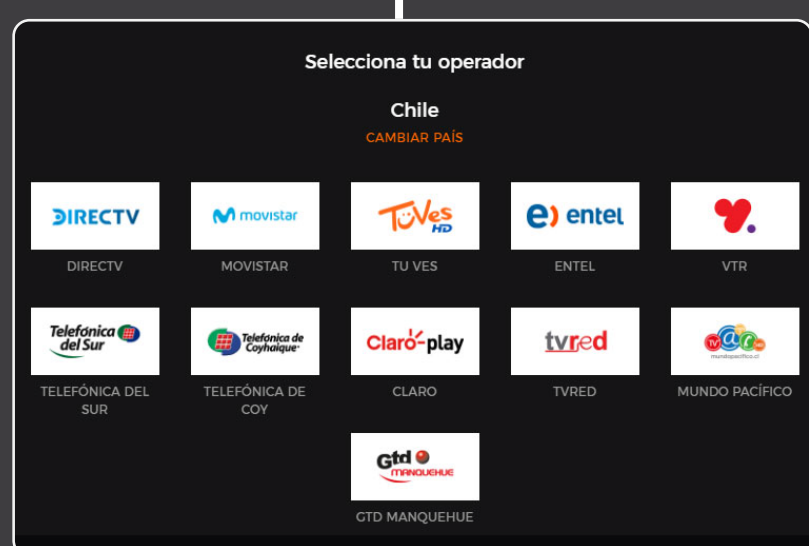 Selecciona tu operador
Chile
CAMBIAR PAÍS
DIRECTV
movistar
TuVes
HD
entel
DIRECTV
MOVISTAR
TU VES
ENTEL
VTR
Telefónica
del Sur
Telefónica de
Coyhaique
Claro-play
tvred
mundopacifico.cl
TELEFÓNICA DEL
SUR
TELEFÓNICA DE
COY
CLARO
TVRED
MUNDO PACÍFICO
Gtd
MANQUEHUE
GTD MANQUEHUE